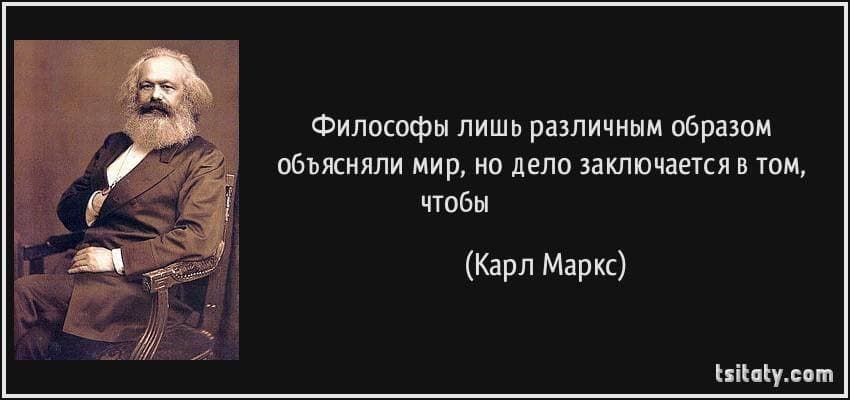 Философы лишь различным образом
объясняли мир, но дело заключается в том,
чтобы
(Карл Маркс)
tsitaty.com